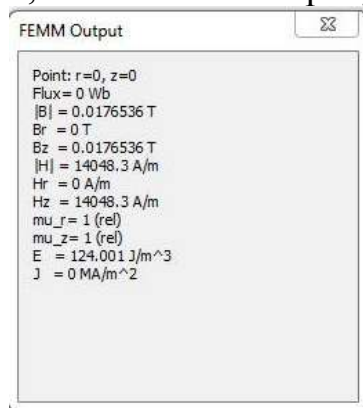 FEMM Output
Point: r=0, z=0
Flux= 0 Wb
|B| = 0.0176536 T
Br = 0 T
Bz = 0.0176536 T
|H| = 14048.3 A/m
Hr = 0 A/m
Hz = 14048.3 A/m
mu_r= 1 (rel)
mu_z= 1 (rel)
E = 124.001 J/m^3
J = 0 MA/m^2